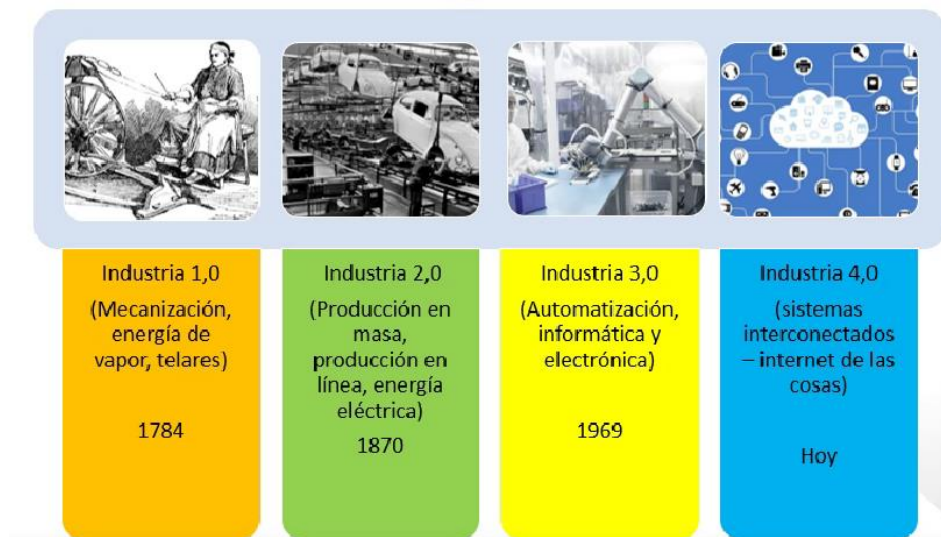 Industria 1,0
(Mecanización,
energía de
vapor, telares)
1784
Industria 2,0
(Producción en
masa,
producción en
línea, energía
eléctrica)
1870
Industria 3,0
(Automatización,
informática y
electrónica)
1969
Industria 4,0
(sistemas
interconectados
– internet de las
cosas)
Hoy